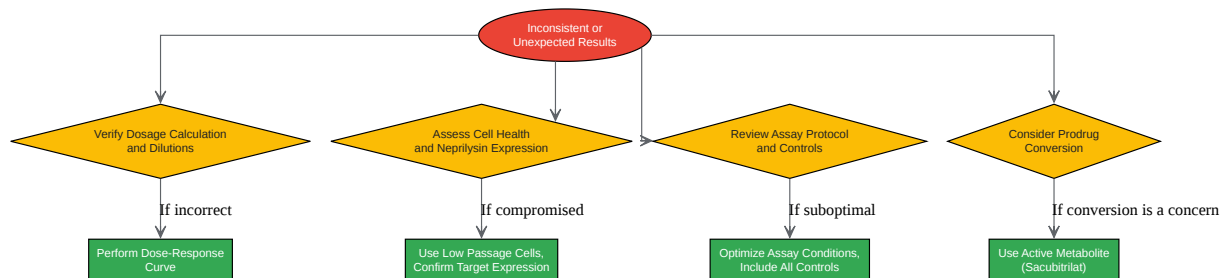 Inconsistent or
Unexpected Results
Verify Dosage Calculation
and Dilutions
Assess Cell Health
and Neprilysin Expression
Review Assay Protocol
and Controls
Consider Prodrug
Conversion
If incorrect
If compromised
If suboptimal
If conversion is a concern
Perform Dose-Response
Curve
Use Low Passage Cells,
Confirm Target Expression
Optimize Assay Conditions,
Include All Controls
Use Active Metabolite
(Sacubitrilat)